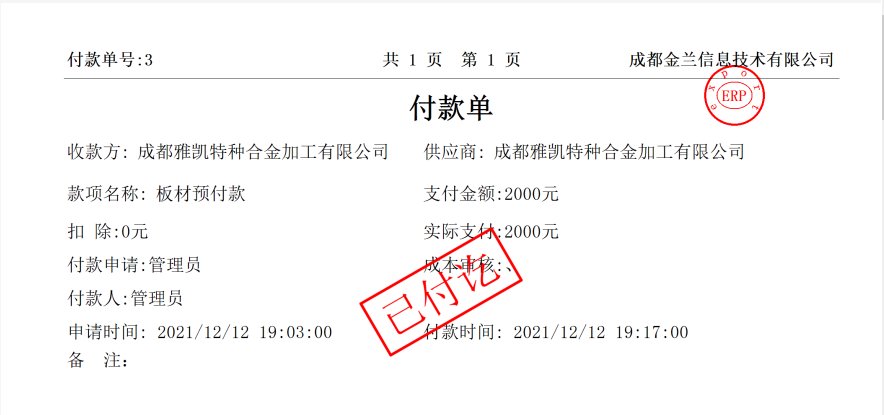 付款单号:3 共 1 页 第 1 页 成都金兰信息技术有限公司
export
ERP
付款单
收款方: 成都雅凯特种合金加工有限公司 供应商: 成都雅凯特种合金加工有限公司
款项名称: 板材预付款 支付金额:2000元
扣 除:0元 实际支付:2000元
付款申请:管理员 成本审核:、
付款人:管理员
已付讫
申请时间: 2021/12/12 19:03:00 付款时间: 2021/12/12 19:17:00
备 注: